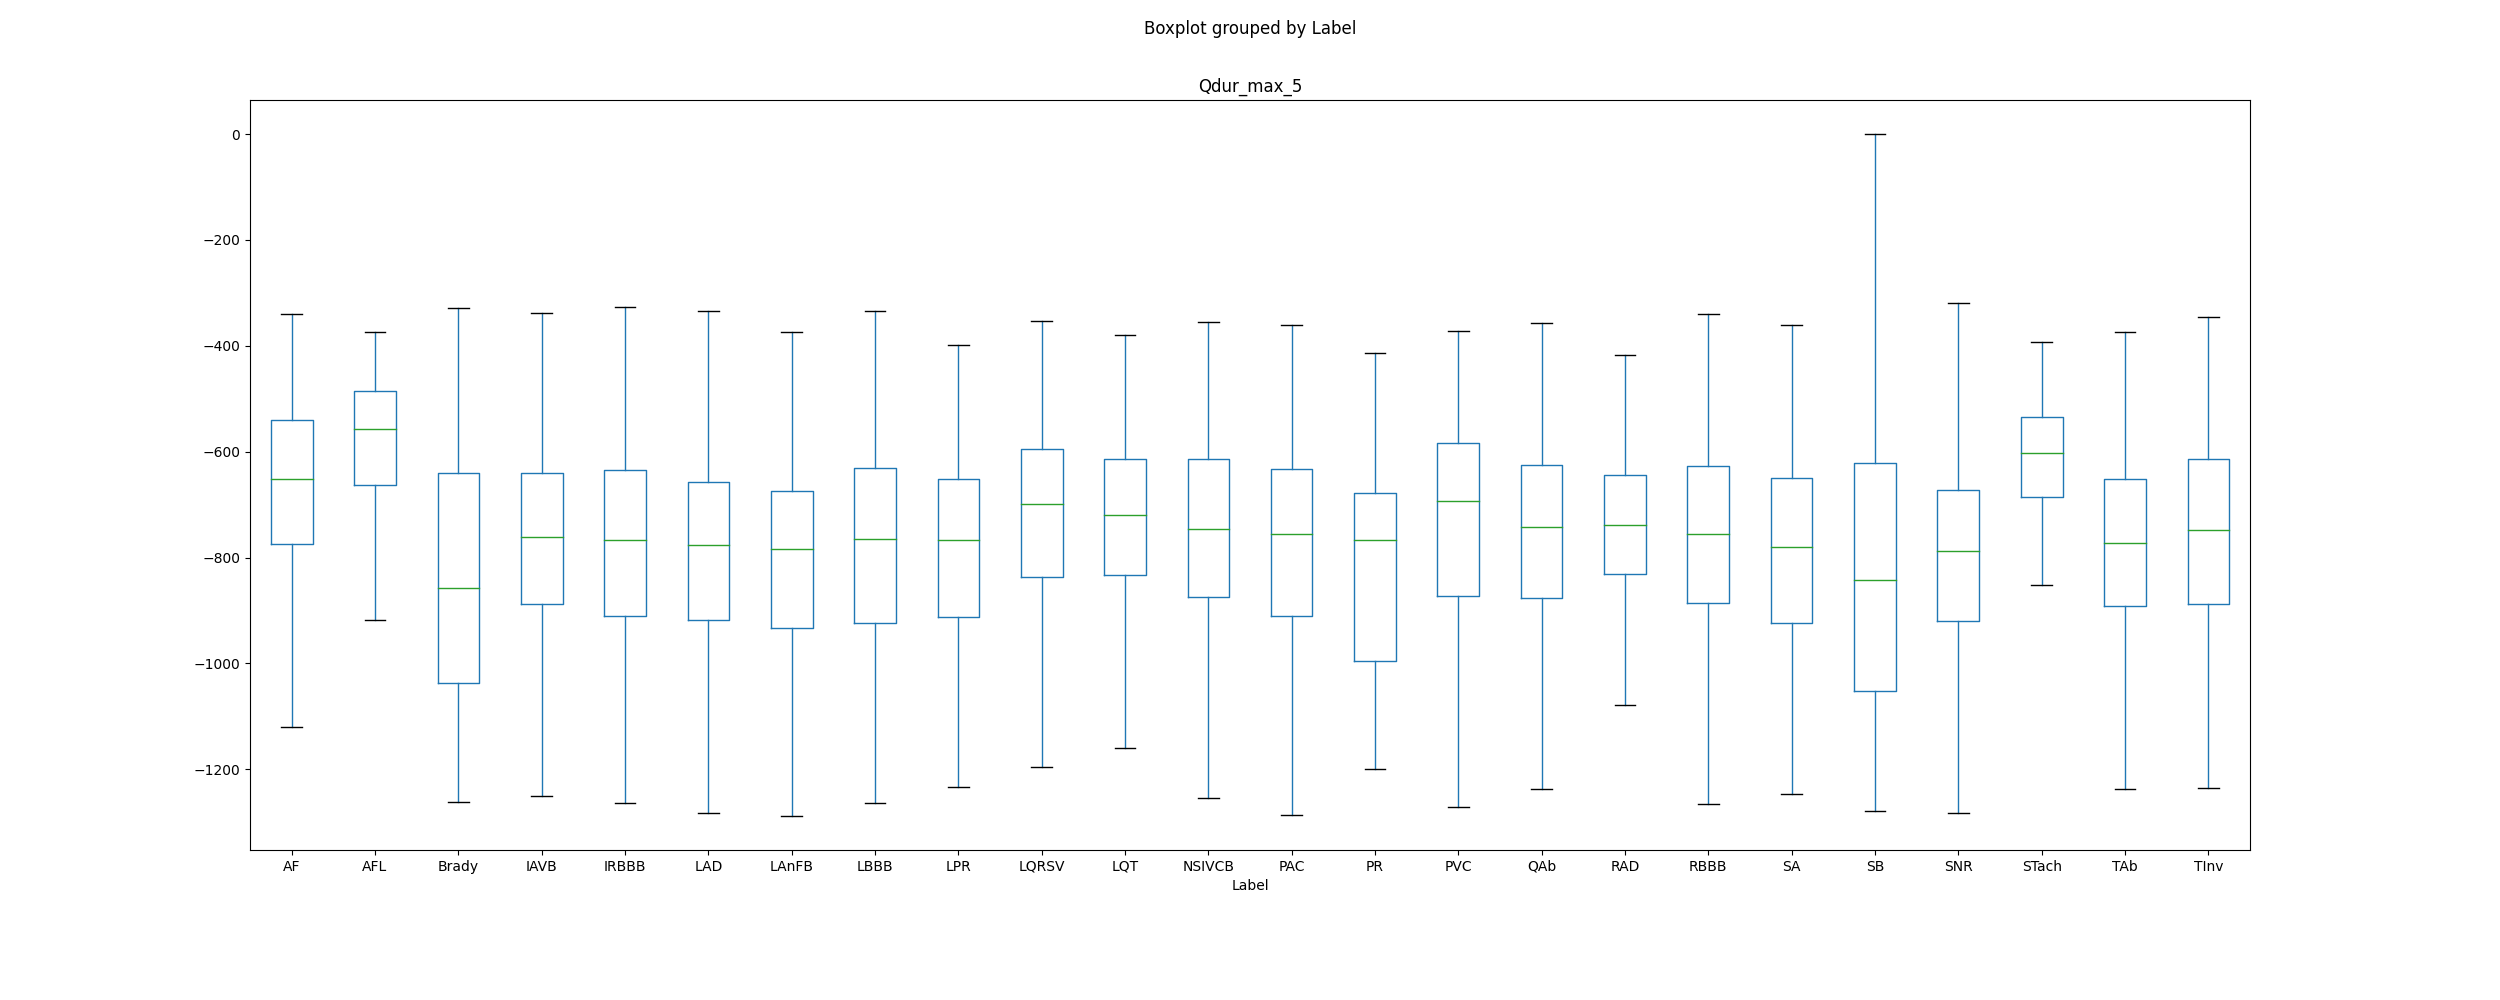 Boxplot grouped by Label
Qdur_max_5
0
−200
−400
−600
−800
−1000
−1200
AF AFL Brady IAVB IRBBB LAD LAnFB LBBB LPR LQRSV LQT NSIVCB PAC PR PVC QAb RAD RBBB SA SB SNR STach TAb TInv
Label